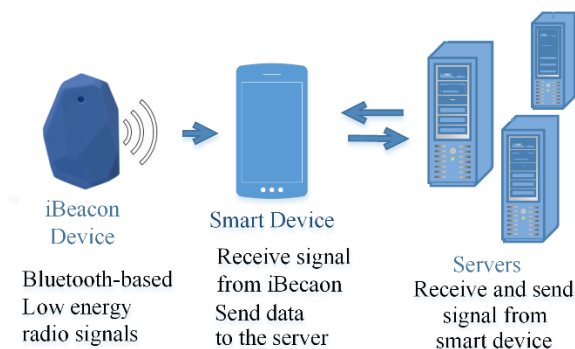 iBeacon
Device
Bluetooth-based
Low energy
radio signals
Smart Device
Receive signal
from iBecaon
Send data
to the server
Servers
Receive and send
signal from
smart device